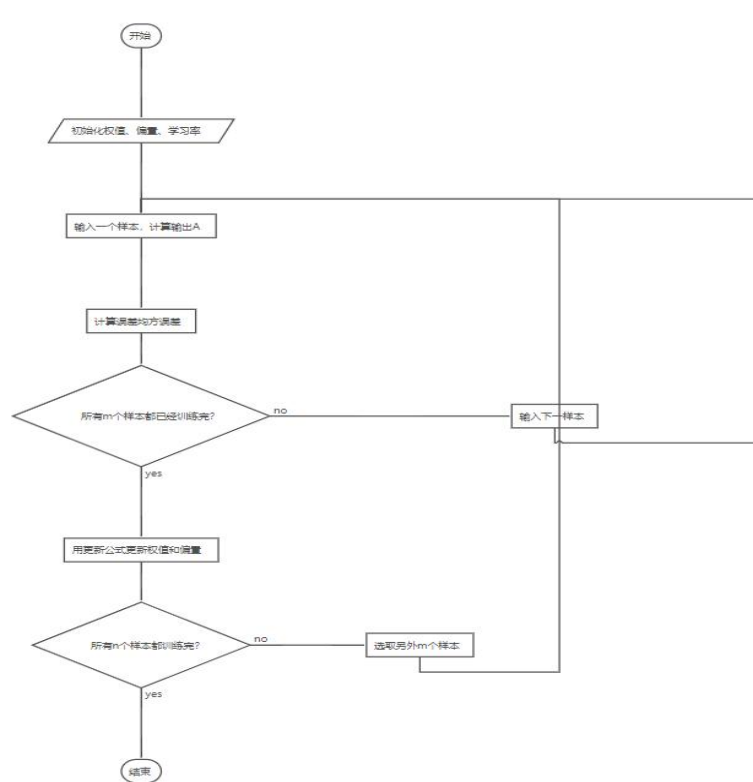 开始
初始化权值、偏量、学习率
输入一个样本，计算输出A
计算误差均方误差
所有m个样本都已经训练完？
no
输入下一样本
yes
用更新公式更新权值和偏量
所有n个样本都训练完？
no
选取另外m个样本
yes
结束